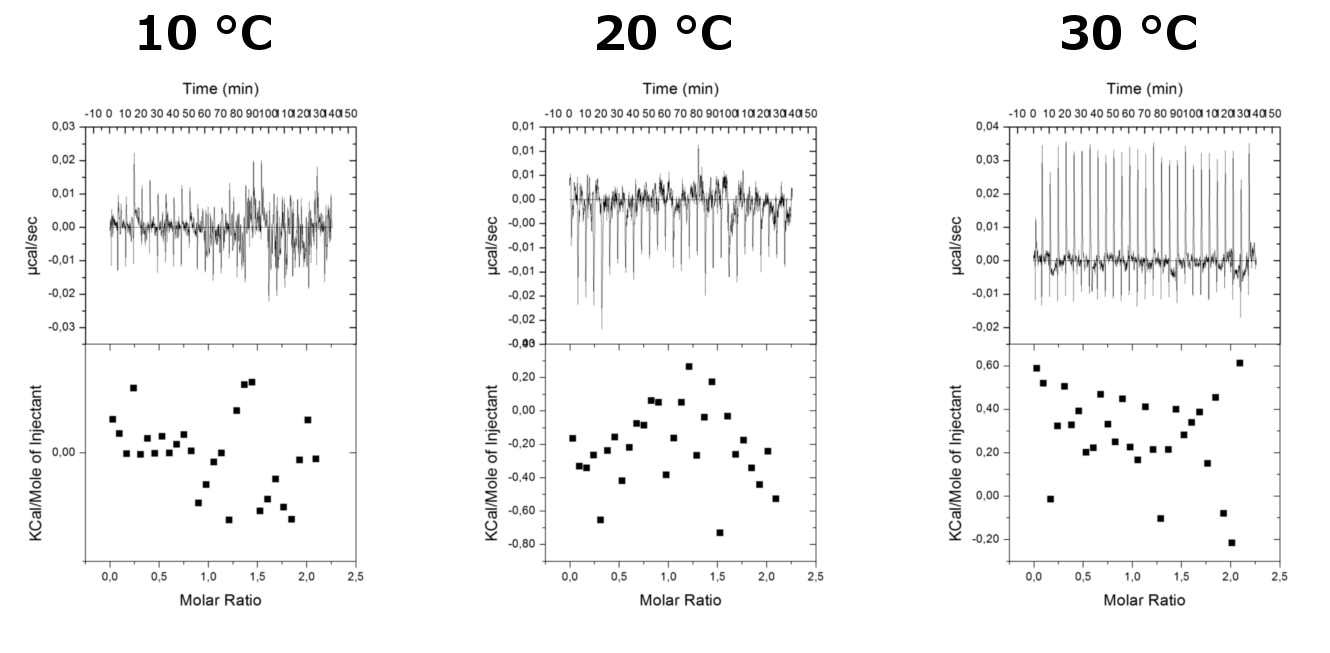 10 °C
20 °C
30 °C
Time (min)
-10 0 10 20 30 40 50 60 70 80 90 100 110 120 130 140 150
0,03
0,02
0,01
0,00
-0,01
-0,02
-0,03
µcal/sec
0,00
KCal/Mole of Injectant
0,0 0,5 1,0 1,5 2,0 2,5
Molar Ratio
Time (min)
-10 0 10 20 30 40 50 60 70 80 90 100 110 120 130 140 150
0,01
0,01
0,00
-0,00
-0,01
-0,01
-0,02
-0,02
µcal/sec
0,20
0,00
-0,20
-0,40
-0,60
-0,80
KCal/Mole of Injectant
0,0 0,5 1,0 1,5 2,0 2,5
Molar Ratio
Time (min)
-10 0 10 20 30 40 50 60 70 80 90 100 110 120 130 140 150
0,04
0,03
0,02
0,01
0,00
-0,01
-0,02
µcal/sec
0,60
0,40
0,20
0,00
-0,20
KCal/Mole of Injectant
0,0 0,5 1,0 1,5 2,0 2,5
Molar Ratio